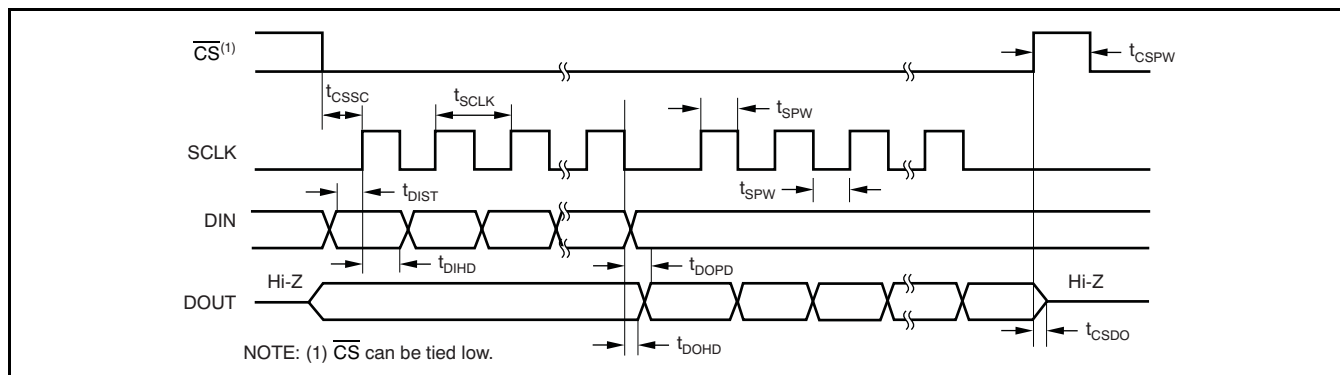 CS(1)
tCSPW
tCSSC
tSCLK
tSPW
SCLK
tDIST
tSPW
DIN
Hi-Z
tDIHD
tDOPD
Hi-Z
DOUT
tDOHD
tCSDO
NOTE: (1) CS can be tied low.